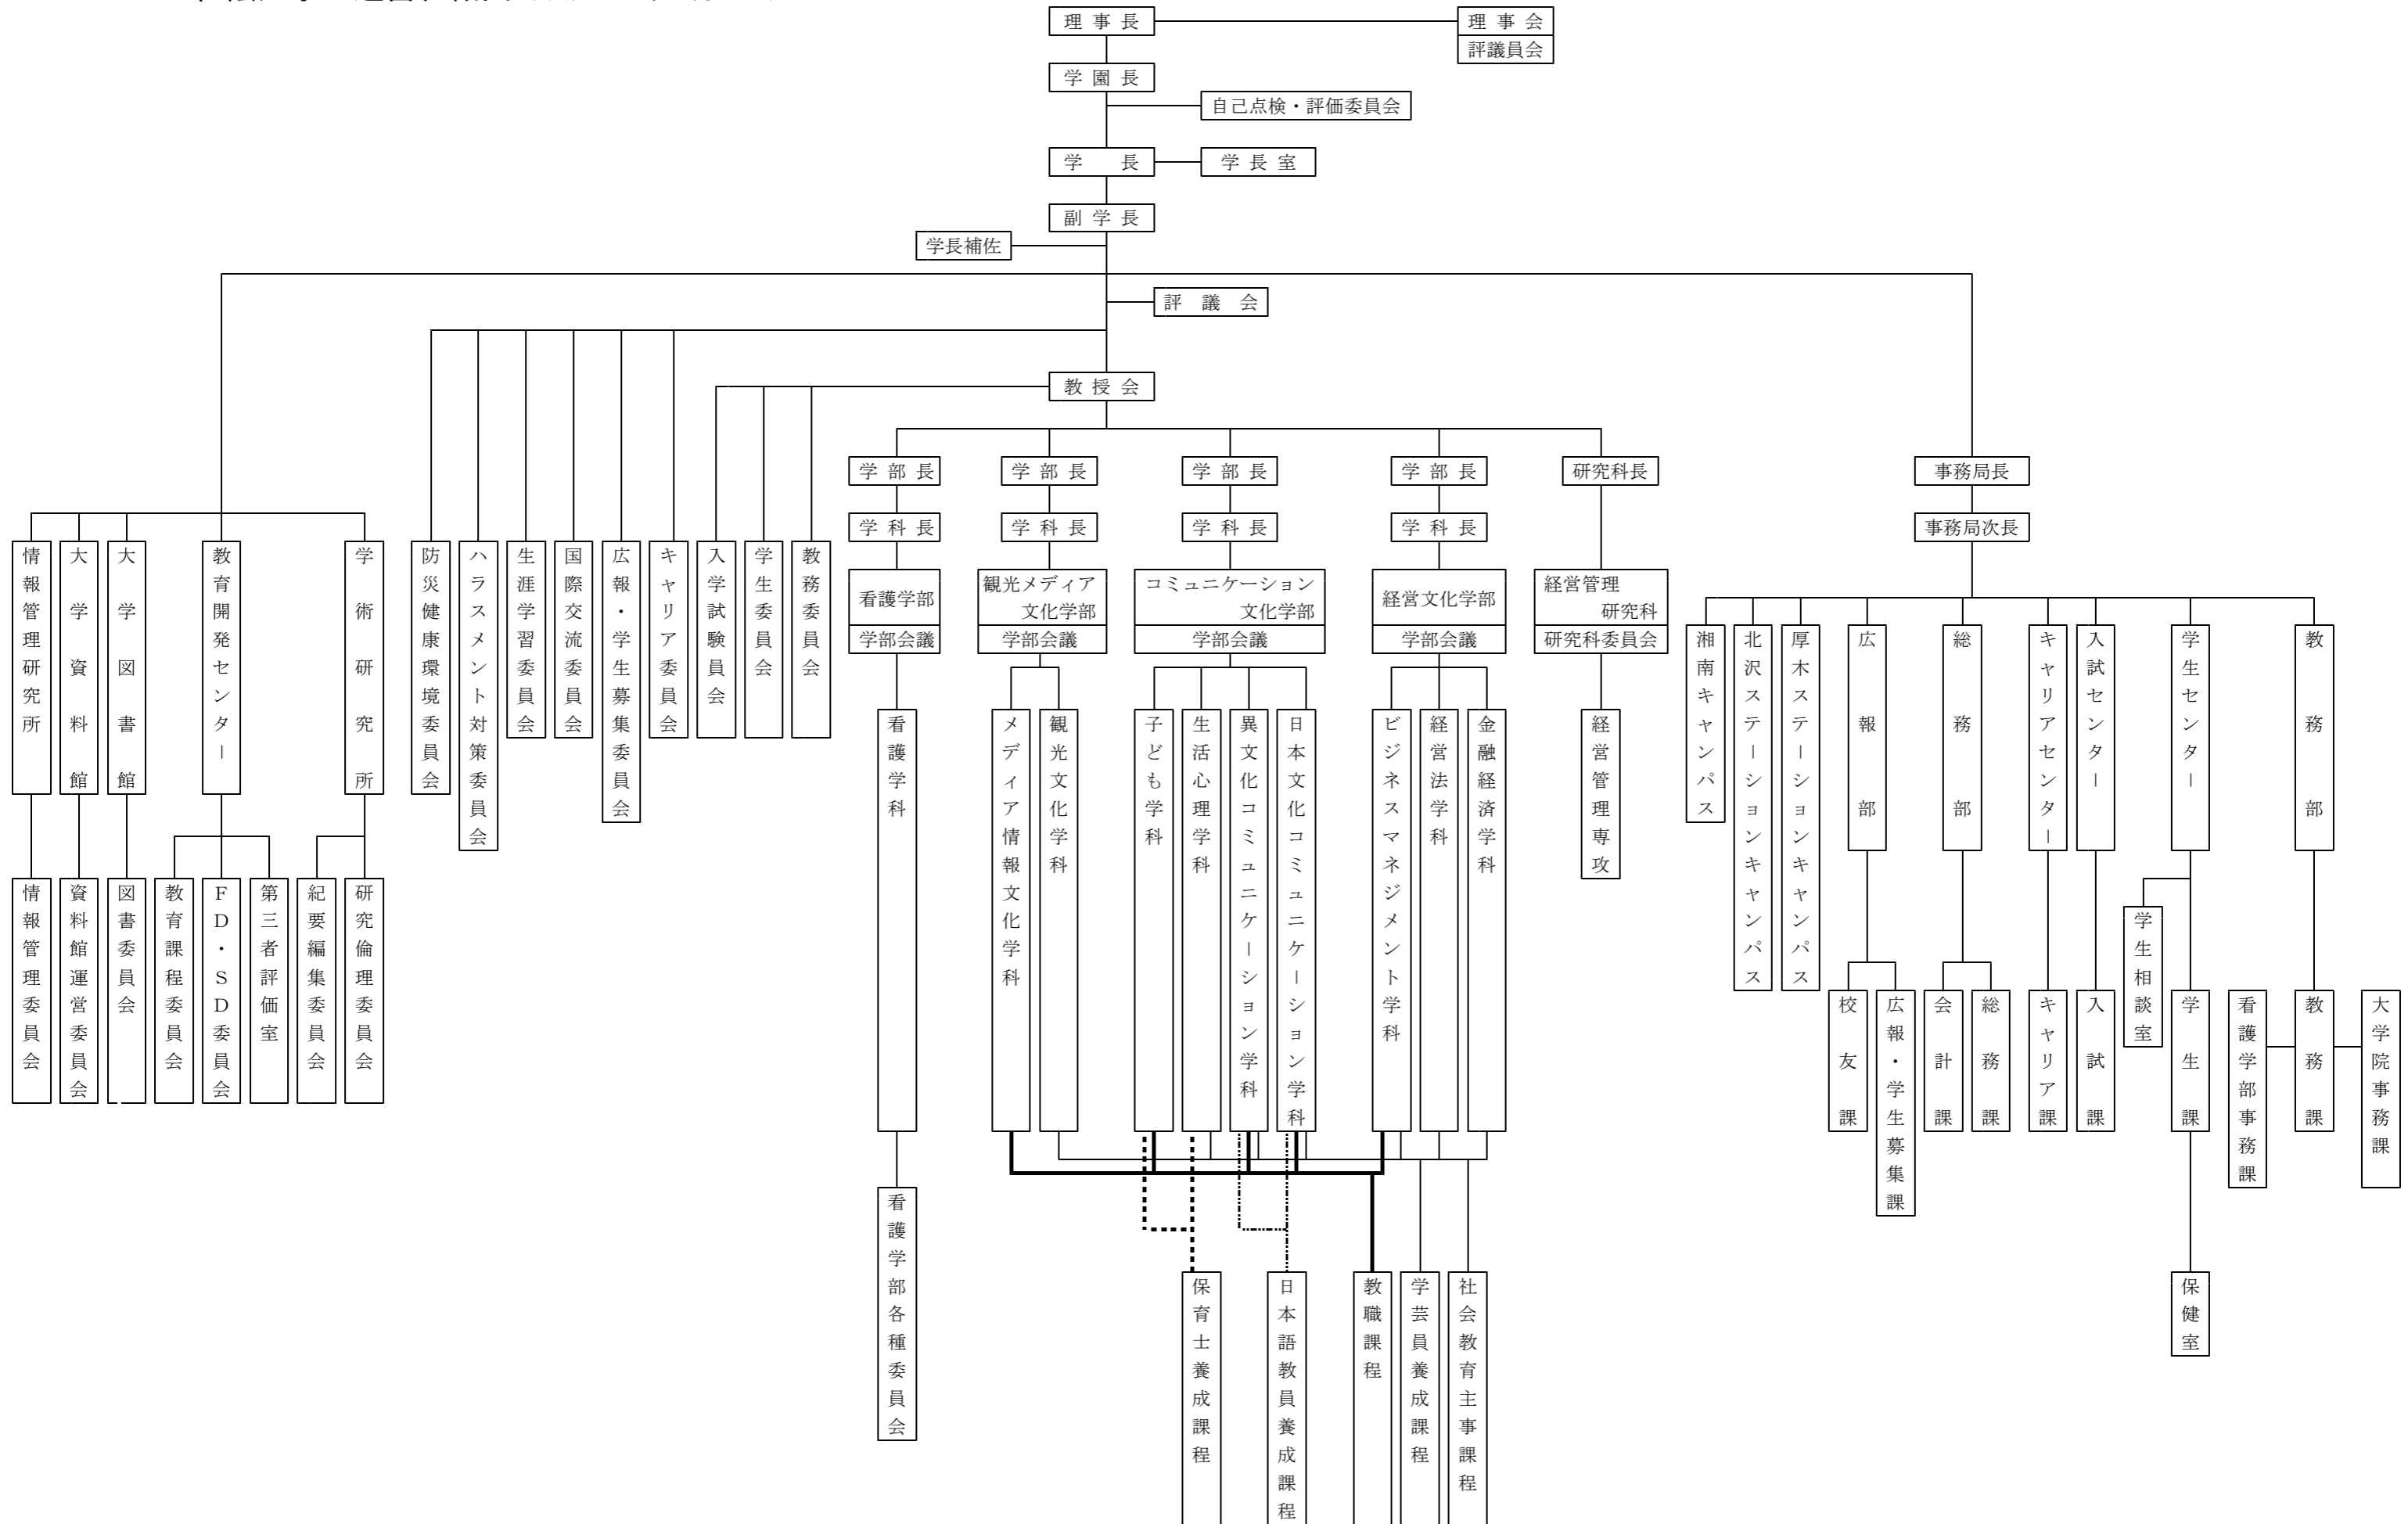 理事長
理事会
評議員会
学園長
自己点検・評価委員会
学　長
学長室
副学長
学長補佐
評議会
教授会
学部長
学部長
学部長
学部長
研究科長
事務局長
学科長
学科長
学科長
学科長
事務局次長
情報管理研究所
大学資料館
大学図書館
教育開発センター
学術研究所
防災健康環境委員会
ハラスメント対策委員会
生涯学習委員会
国際交流委員会
広報・学生募集委員会
キャリア委員会
入学試験員会
学生委員会
教務委員会
看護学部
学部会議
観光メディア
文化学部
学部会議
コミュニケーション
文化学部
学部会議
経営文化学部
学部会議
経営管理
研究科
研究科委員会
湘南キャンパス
北沢ステーションキャンパス
厚木ステーションキャンパス
広報部
総務部
キャリアセンター
入試センター
学生センター
教務部
看護学科
メディア情報文化学科
観光文化学科
子ども学科
生活心理学科
異文化コミュニケーション学科
日本文化コミュニケーション学科
ビジネスマネジメント学科
経営法学科
金融経済学科
経営管理専攻
情報管理委員会
資料館運営委員会
図書委員会
教育課程委員会
FD・SD委員会
第三者評価室
紀要編集委員会
研究倫理委員会
学生相談室
校友課
広報・学生募集課
会計課
総務課
キャリア課
入試課
学生課
看護学部事務課
教務課
大学院事務課
看護学部各種委員会
保育士養成課程
日本語教員養成課程
教職課程
学芸員養成課程
社会教育主事課程
保健室